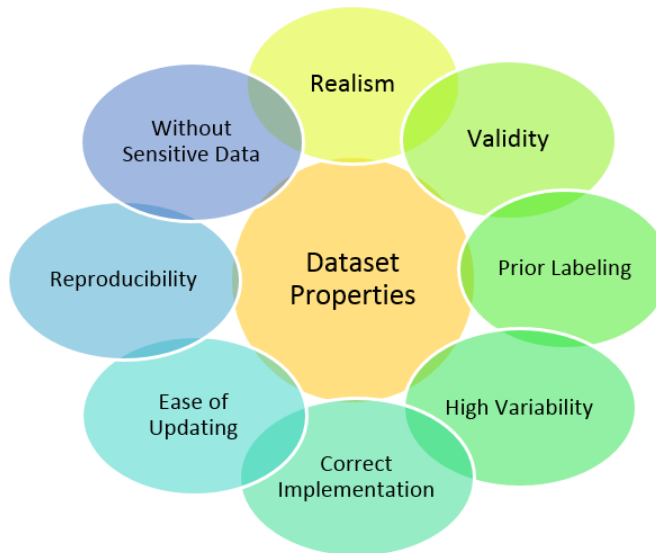 Realism
Validity
Prior Labeling
High Variability
Correct
Implementation
Ease of
Updating
Reproducibility
Without
Sensitive Data
Dataset
Properties